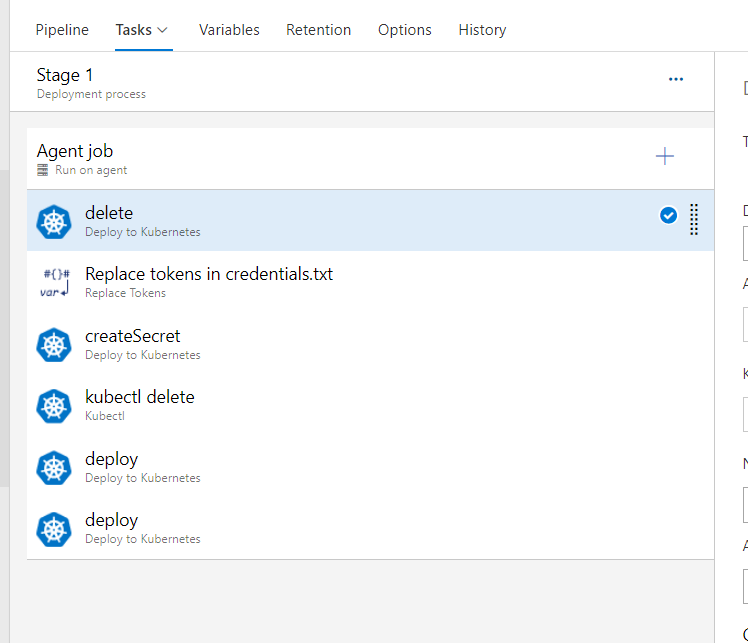 Pipeline Tasks Variables Retention Options History
Stage 1
Deployment process
Agent job
Run on agent
delete
Deploy to Kubernetes
#{}#
var
Replace tokens in credentials.txt
Replace Tokens
createSecret
Deploy to Kubernetes
kubectl delete
Kubectl
deploy
Deploy to Kubernetes
deploy
Deploy to Kubernetes